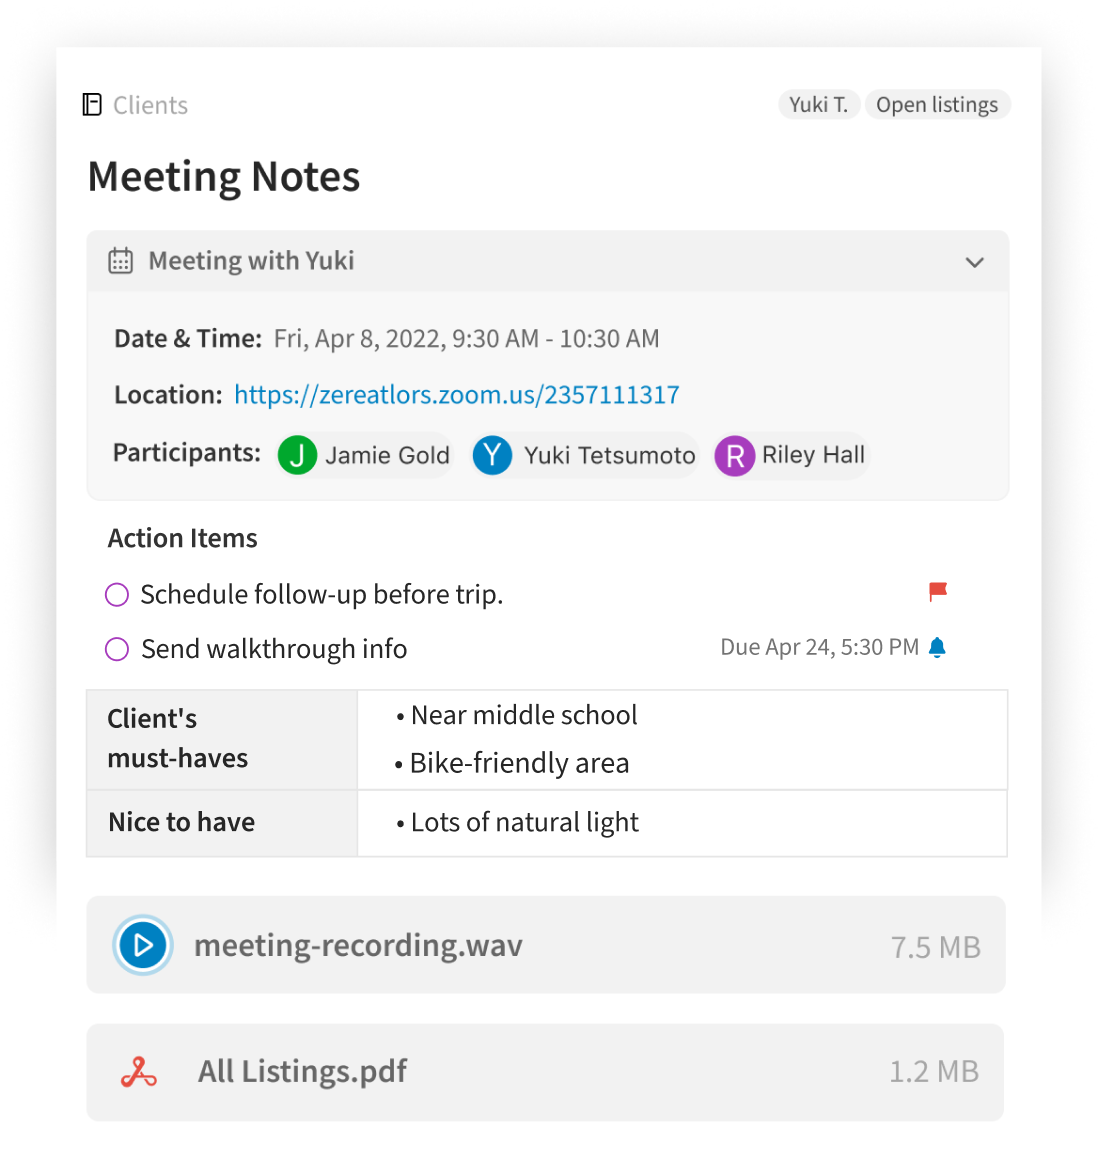 Clients
Yuki T. Open listings
Meeting Notes
Meeting with Yuki
Date & Time: Fri, Apr 8, 2022, 9:30 AM - 10:30 AM
Location: https://zereatlors.zoom.us/2357111317
Participants: J Jamie Gold Y Yuki Tetsumoto R Riley Hall
Action Items
Schedule follow-up before trip.
Send walkthrough info Due Apr 24, 5:30 PM
Client's
must-haves
• Near middle school
• Bike-friendly area
Nice to have • Lots of natural light
meeting-recording.wav 7.5 MB
All Listings.pdf 1.2 MB